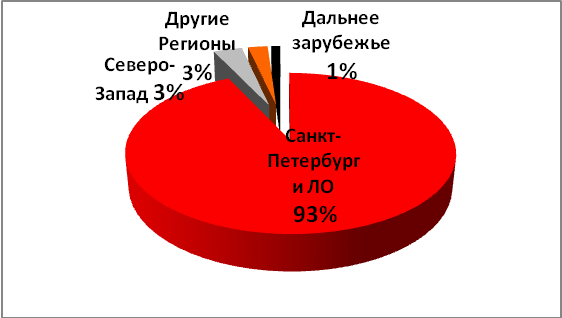 Другие
Регионы
3%
Северо-
Запад 3%
Дальнее
зарубежье
1%
Санкт-
Петербург
и ЛО
93%